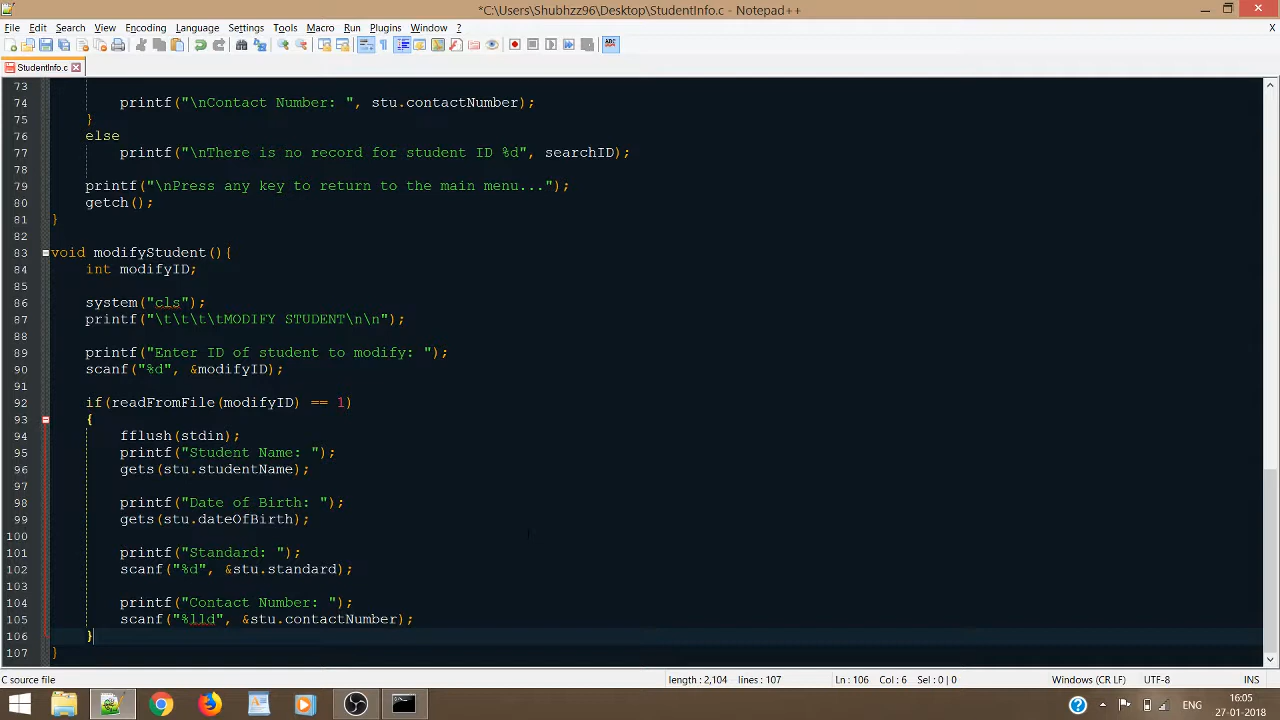 *C:\Users\Shubhzz96\Desktop\StudentInfo.c - Notepad++
File Edit Search View Encoding Language Settings Tools Macro Run Plugins Window ? X
StudentInfo.c
73
74 printf("\nContact Number: ", stu.contactNumber);
75 }
76 else
77 printf("\nThere is no record for student ID %d", searchID);
78
79 printf("\nPress any key to return to the main menu...");
80 getch();
81 }
82
83 void modifyStudent(){
84 int modifyID;
85
86 system("cls");
87 printf("\t\t\t\tMODIFY STUDENT\n\n");
88
89 printf("Enter ID of student to modify: ");
90 scanf("%d", &modifyID);
91
92 if(readFromFile(modifyID) == 1)
93 {
94 fflush(stdin);
95 printf("Student Name: ");
96 gets(stu.studentName);
97
98 printf("Date of Birth: ");
99 gets(stu.dateOfBirth);
100
101 printf("Standard: ");
102 scanf("%d", &stu.standard);
103
104 printf("Contact Number: ");
105 scanf("%lld", &stu.contactNumber);
106 }
107 }
C source file length : 2,104 lines : 107 Ln : 106 Col : 6 Sel : 0 | 0 Windows (CR LF) UTF-8 INS
ENG
16:05
27-01-2018